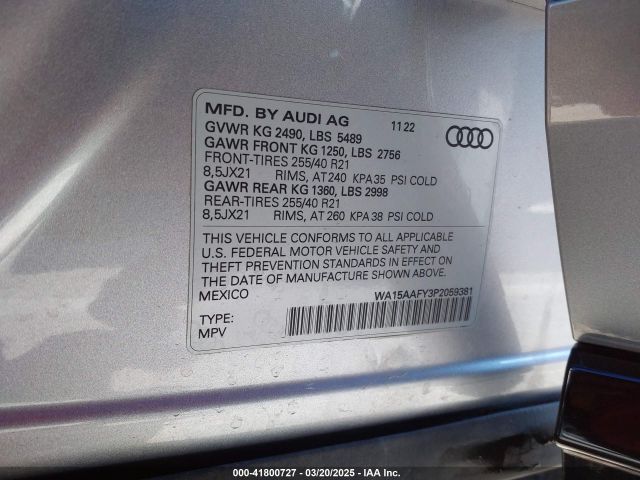 MFD. BY AUDI AG 11 22
GVWR KG 2490, LBS 5489
GAWR FRONT KG 1250, LBS 2756
FRONT-TIRES 255/40 R21
8,5JX21 RIMS, AT 240 KPA 35 PSI COLD
GAWR REAR KG 1360, LBS 2998
REAR-TIRES 255/40 R21
8,5JX21 RIMS, AT 260 KPA 38 PSI COLD
THIS VEHICLE CONFORMS TO ALL APPLICABLE
U.S. FEDERAL MOTOR VEHICLE SAFETY AND
THEFT PREVENTION STANDARDS IN EFFECT ON
THE DATE OF MANUFACTURE SHOWN ABOVE.
MEXICO WA15AAFY3P2059381
TYPE:
MPV
000-41800727 - 03/20/2025 - IAA Inc.